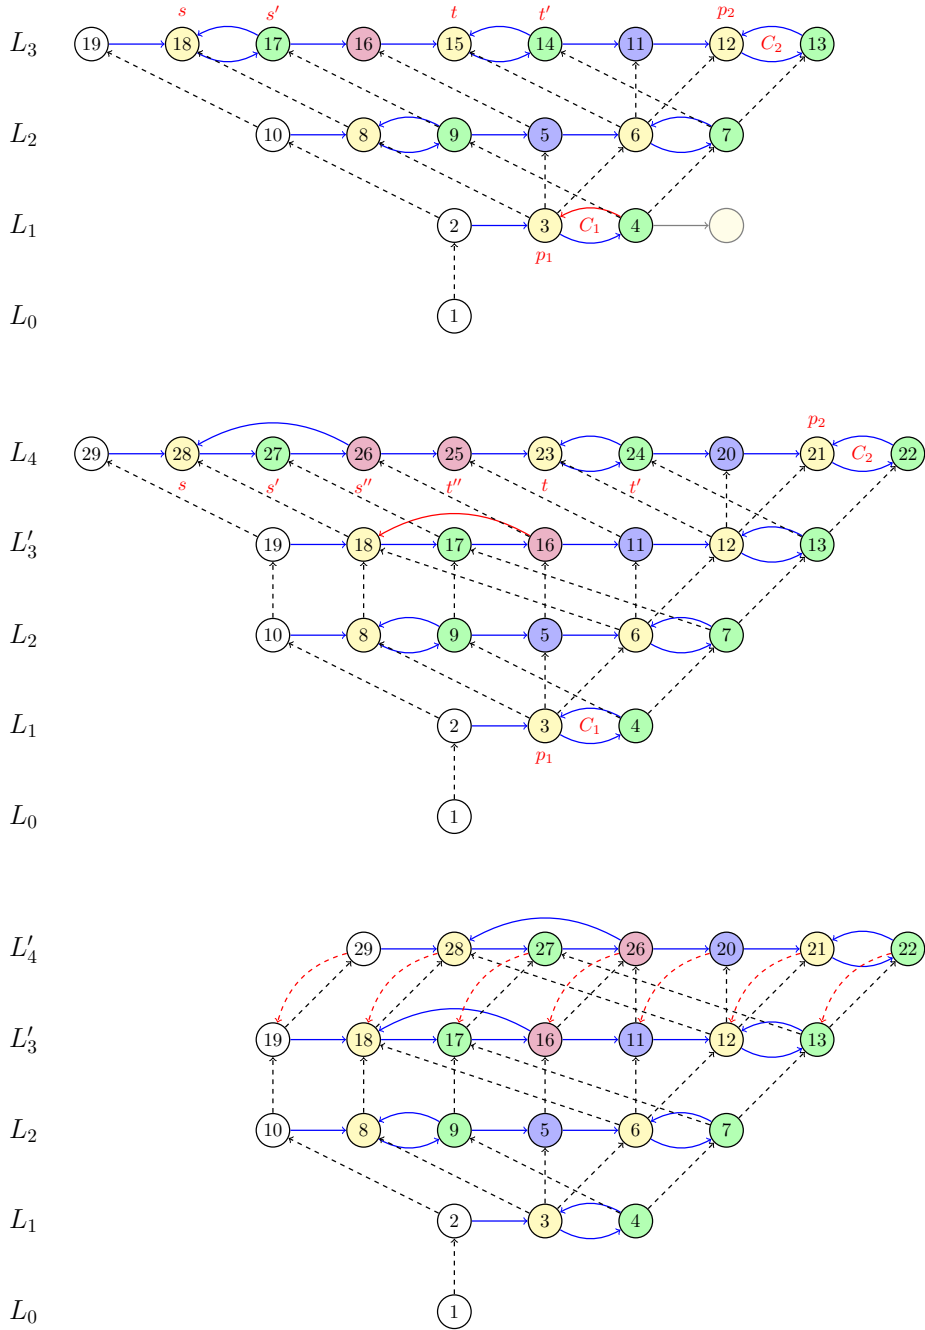 s s′ t t′ p₂
L₃ 19 18 17 16 15 14 11 12 C₂ 13
L₂ 10 8 9 5 6 7
L₁ 2 3 C₁ 4
p₁
L₀ 1
p₂
L₄ 29 28 27 26 25 23 24 20 21 C₂ 22
s s′ s″ t″ t t′
L′₃ 19 18 17 16 11 12 13
L₂ 10 8 9 5 6 7
L₁ 2 3 C₁ 4
p₁
L₀ 1
L′₄ 29 28 27 26 20 21 22
L′₃ 19 18 17 16 11 12 13
L₂ 10 8 9 5 6 7
L₁ 2 3 4
L₀ 1